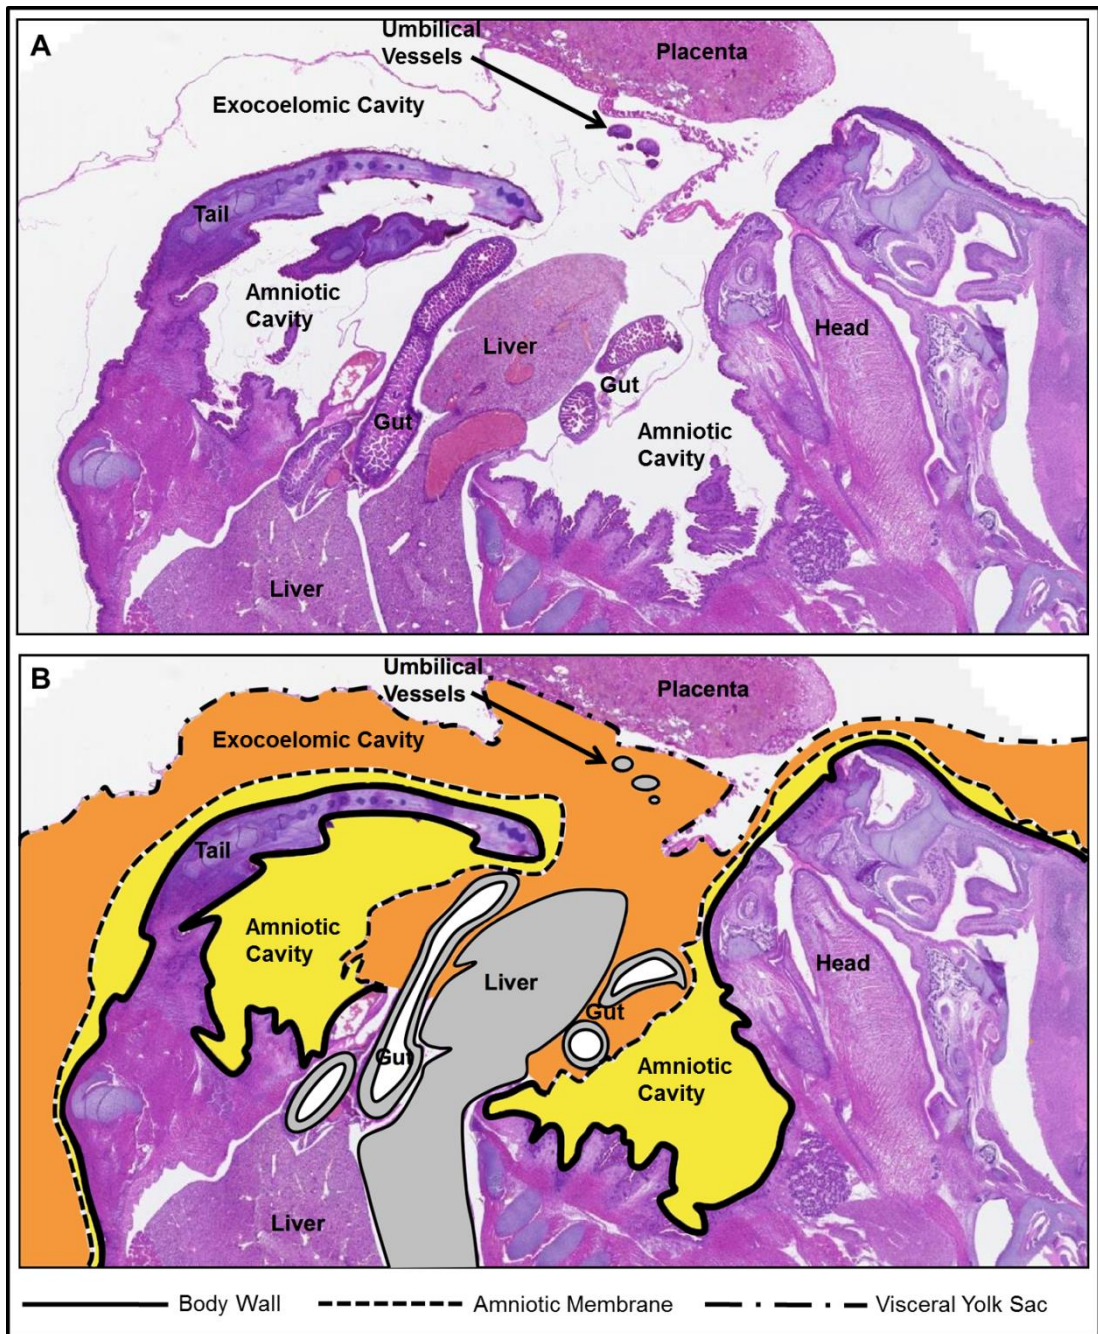 A
Umbilical
Vessels
Placenta
Exocoelomic Cavity
Tail
Amniotic
Cavity
Liver
Head
Gut
Gut
Amniotic
Cavity
Liver
B
Umbilical
Vessels
Placenta
Exocoelomic Cavity
Tail
Amniotic
Cavity
Liver
Head
Gut
Gut
Amniotic
Cavity
Liver
Body Wall
Amniotic Membrane
Visceral Yolk Sac